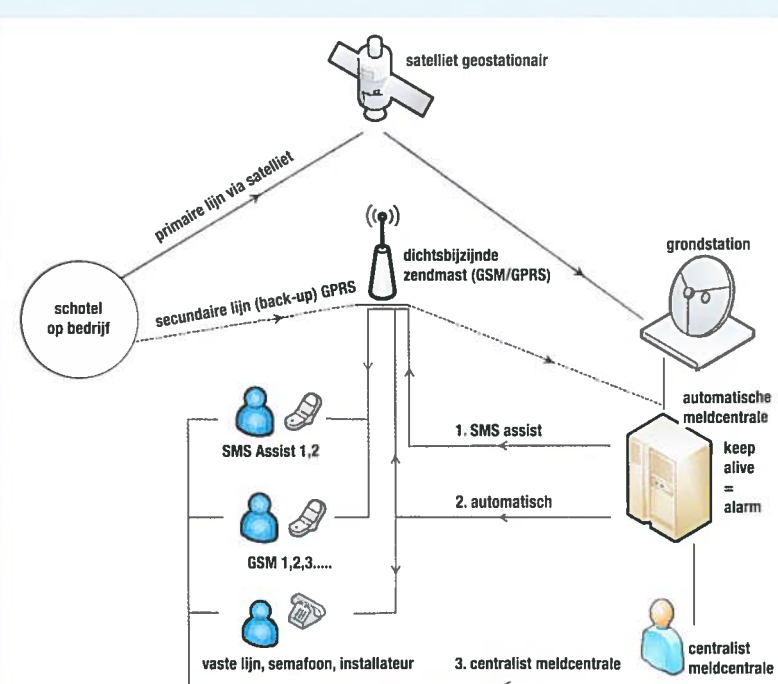 satelliet geostationair
primaire lijn via satelliet
dichtsbijzijnde
zendmast (GSM/GPRS)
grondstation
schotel
op bedrijf
secundaire lijn (back-up) GPRS
automatische
meldcentrale
keep
alive
=
alarm
1. SMS assist
SMS Assist 1,2
2. automatisch
GSM 1,2,3.....
vaste lijn, semafoon, installateur
3. centralist meldcentrale
centralist
meldcentrale